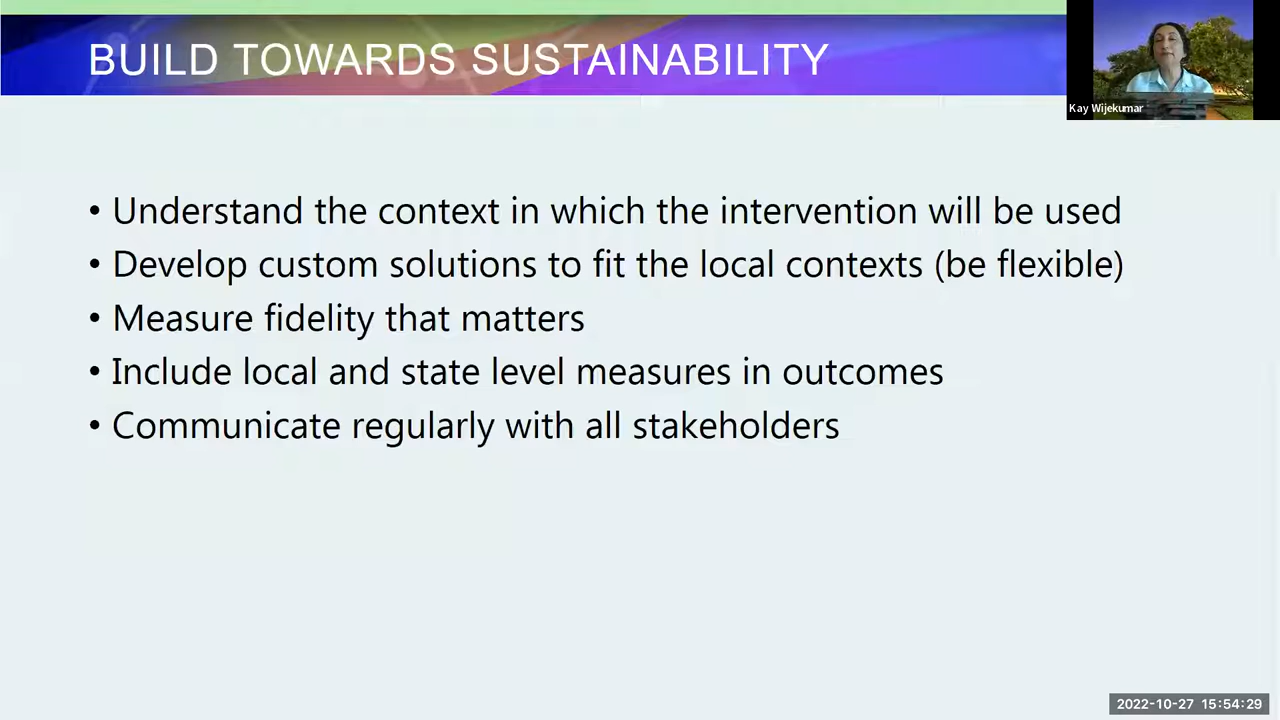 BUILD TOWARDS SUSTAINABILITY
Kay Wijekumar
• Understand the context in which the intervention will be used
• Develop custom solutions to fit the local contexts (be flexible)
• Measure fidelity that matters
• Include local and state level measures in outcomes
• Communicate regularly with all stakeholders
2022-10-27 15:54:29